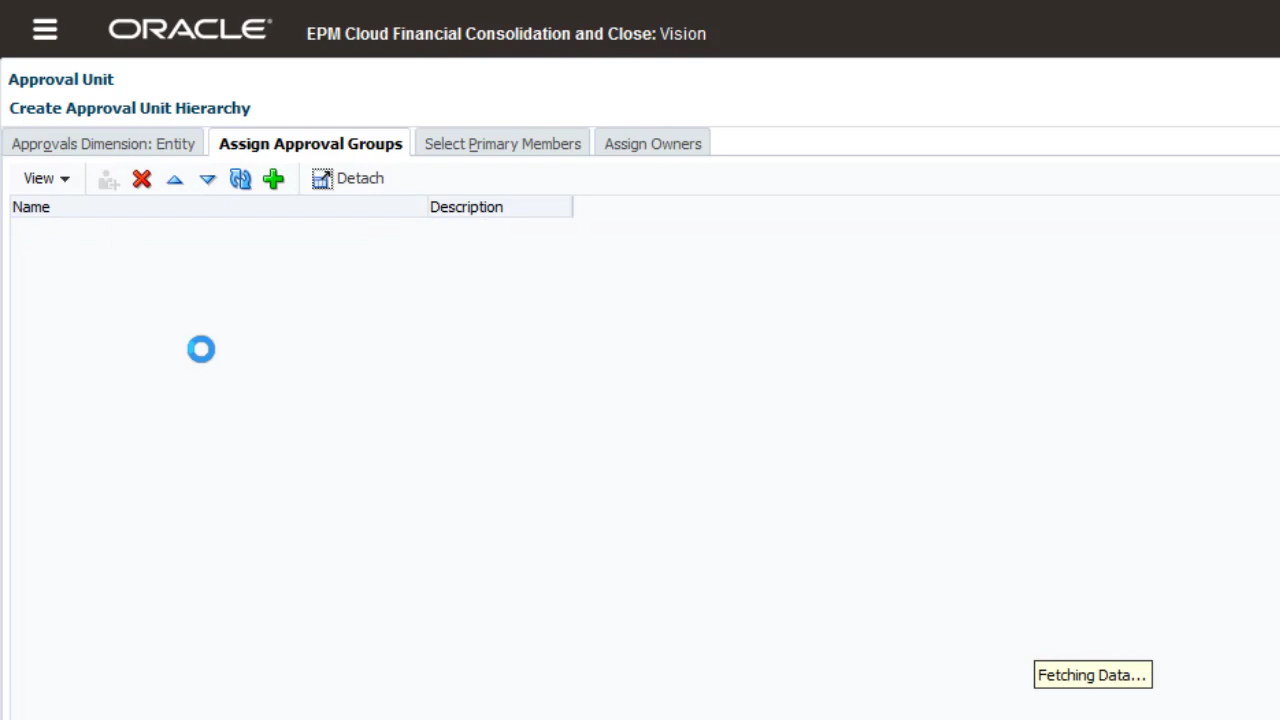 ORACLE® EPM Cloud Financial Consolidation and Close: Vision
Approval Unit
Create Approval Unit Hierarchy
Approvals Dimension: Entity Assign Approval Groups Select Primary Members Assign Owners
View Detach
Name Description
Fetching Data...